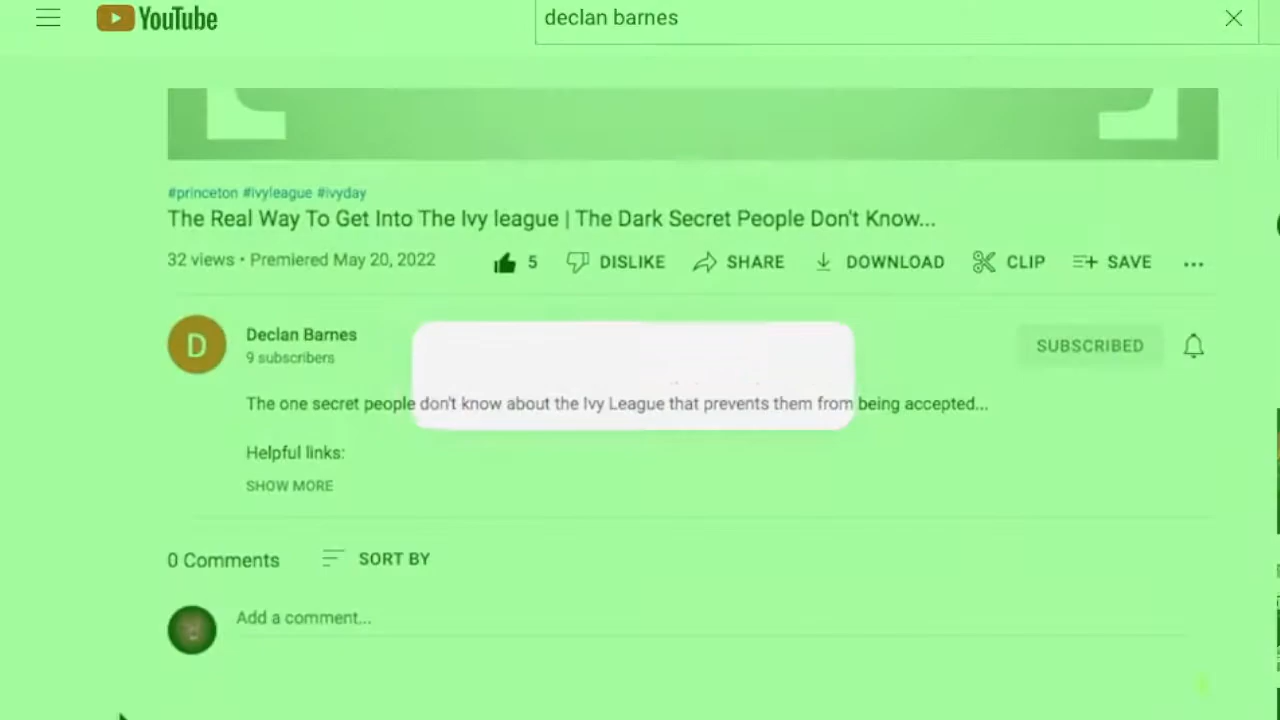 YouTube
declan barnes
#princeton #ivyleague #ivyday
The Real Way To Get Into The Ivy league | The Dark Secret People Don't Know...
32 views • Premiered May 20, 2022
5 DISLIKE SHARE DOWNLOAD CLIP SAVE ...
D
Declan Barnes
9 subscribers
SUBSCRIBED
The one secret people don't know about the Ivy League that prevents them from being accepted...
Helpful links:
SHOW MORE
0 Comments SORT BY
Add a comment...